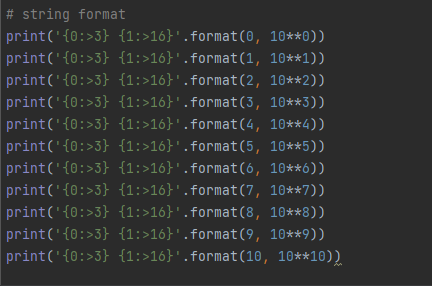 # string format
print('{0:>3} {1:>16}'.format(0, 10**0))
print('{0:>3} {1:>16}'.format(1, 10**1))
print('{0:>3} {1:>16}'.format(2, 10**2))
print('{0:>3} {1:>16}'.format(3, 10**3))
print('{0:>3} {1:>16}'.format(4, 10**4))
print('{0:>3} {1:>16}'.format(5, 10**5))
print('{0:>3} {1:>16}'.format(6, 10**6))
print('{0:>3} {1:>16}'.format(7, 10**7))
print('{0:>3} {1:>16}'.format(8, 10**8))
print('{0:>3} {1:>16}'.format(9, 10**9))
print('{0:>3} {1:>16}'.format(10, 10**10))